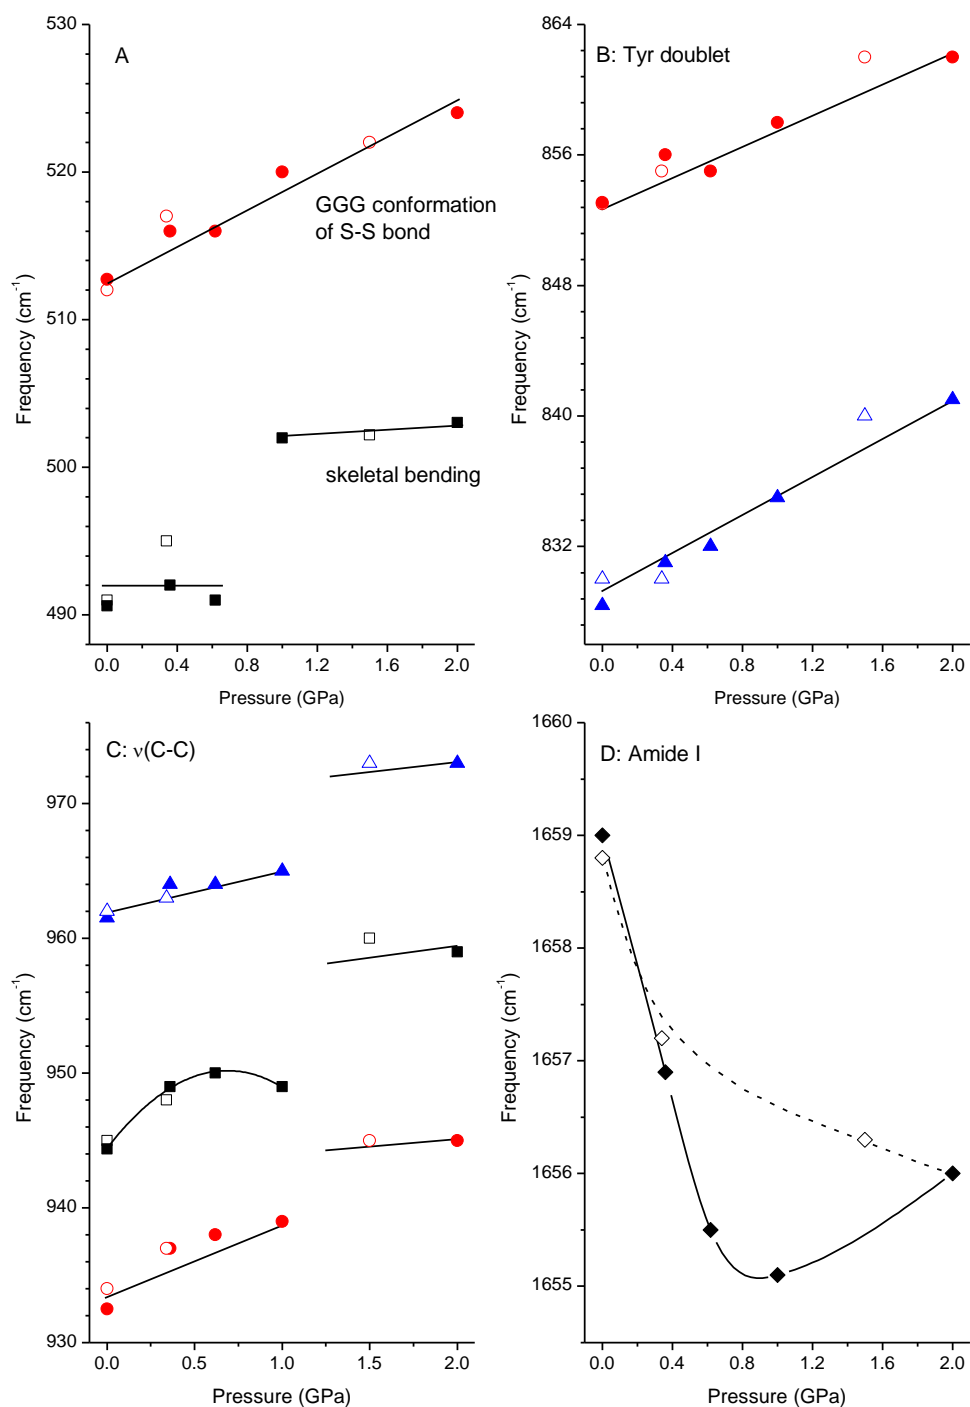 A
530
520
510
500
490
Frequency (cm-1)
GGG conformation
of S-S bond
skeletal bending
0.0 0.4 0.8 1.2 1.6 2.0
Pressure (GPa)
B: Tyr doublet
864
856
848
840
832
Frequency (cm-1)
0.0 0.4 0.8 1.2 1.6 2.0
Pressure (GPa)
C: ν(C-C)
970
960
950
940
930
Frequency (cm-1)
0.0 0.5 1.0 1.5 2.0
Pressure (GPa)
D: Amide I
1660
1659
1658
1657
1656
1655
Frequency (cm-1)
0.0 0.4 0.8 1.2 1.6 2.0
Pressure (GPa)